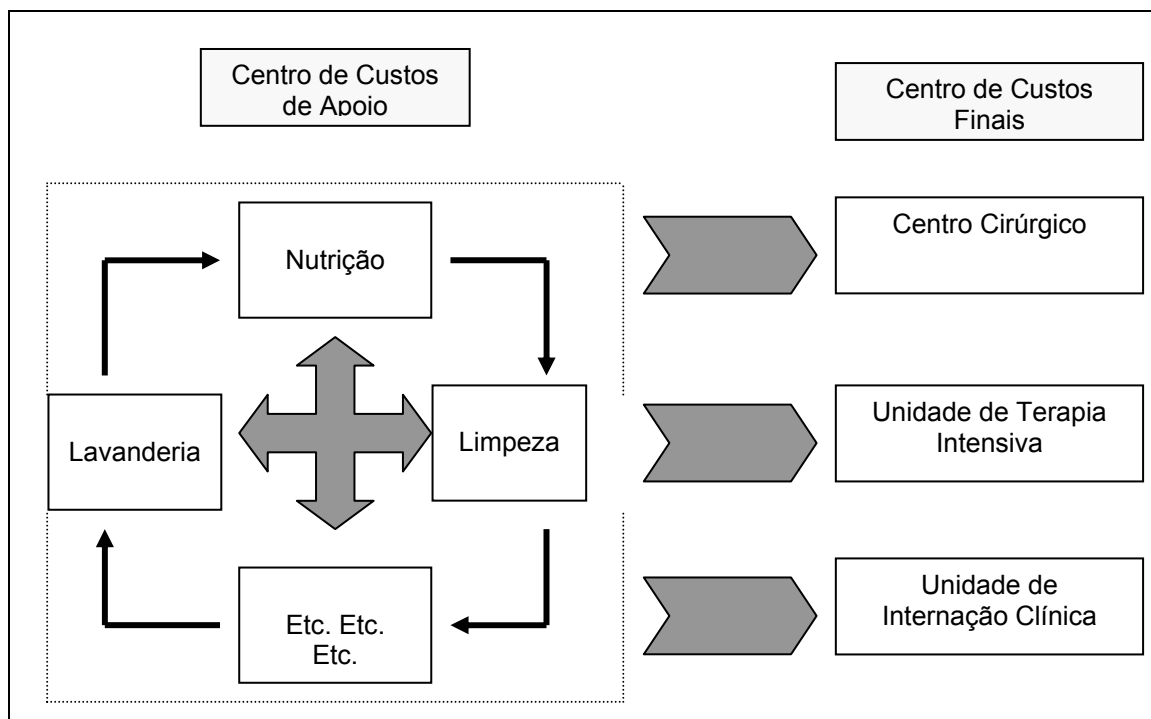 Centro de Custos
de Apoio
Centro de Custos
Finais
Nutrição
Centro Cirúrgico
Lavanderia
Limpeza
Unidade de Terapia
Intensiva
Etc. Etc.
Etc.
Unidade de
Internação Clínica